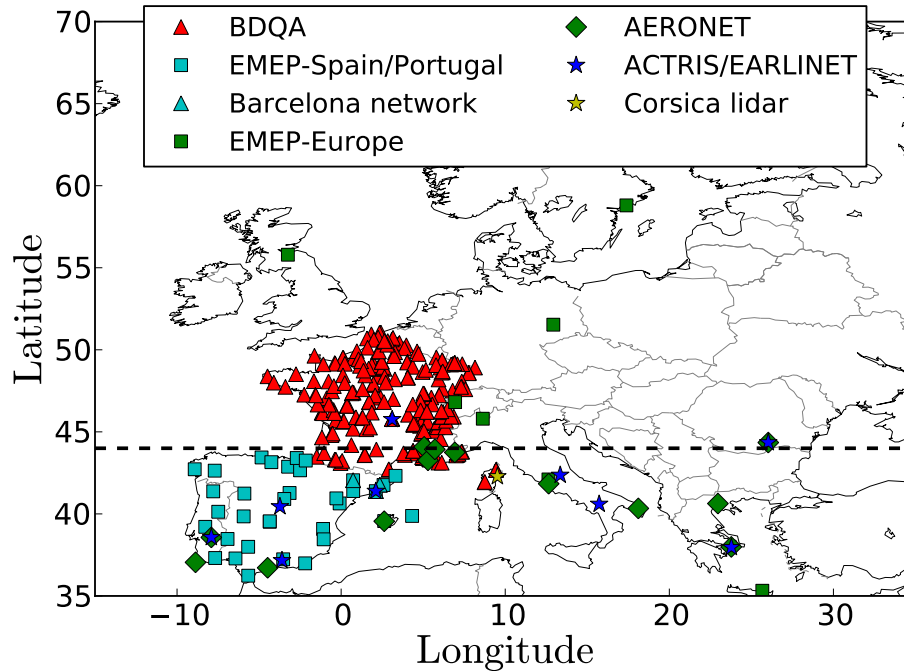 BDQA
EMEP-Spain/Portugal
Barcelona network
EMEP-Europe
AERONET
ACTRIS/EARLINET
Corsica lidar
70
65
60
55
50
45
40
35
Latitude
−10
0
10
20
30
Longitude